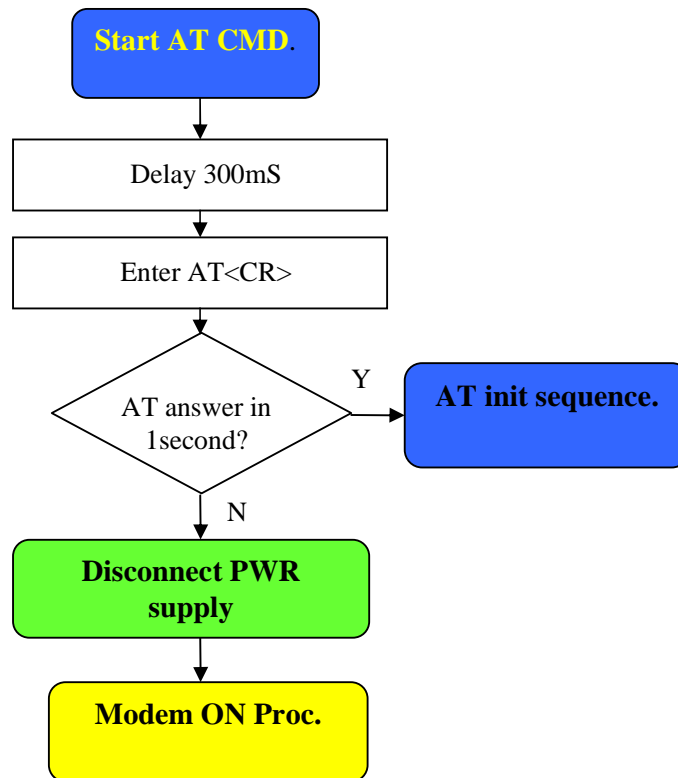 Start AT CMD.
Delay 300mS
Enter AT<CR>
AT answer in
1second?
Y
AT init sequence.
N
Disconnect PWR
supply
Modem ON Proc.